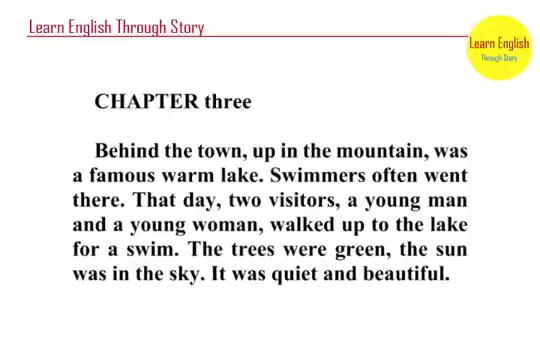 Learn English Through Story
Learn English
Through Story
CHAPTER three
Behind the town, up in the mountain, was
a famous warm lake. Swimmers often went
there. That day, two visitors, a young man
and a young woman, walked up to the lake
for a swim. The trees were green, the sun
was in the sky. It was quiet and beautiful.